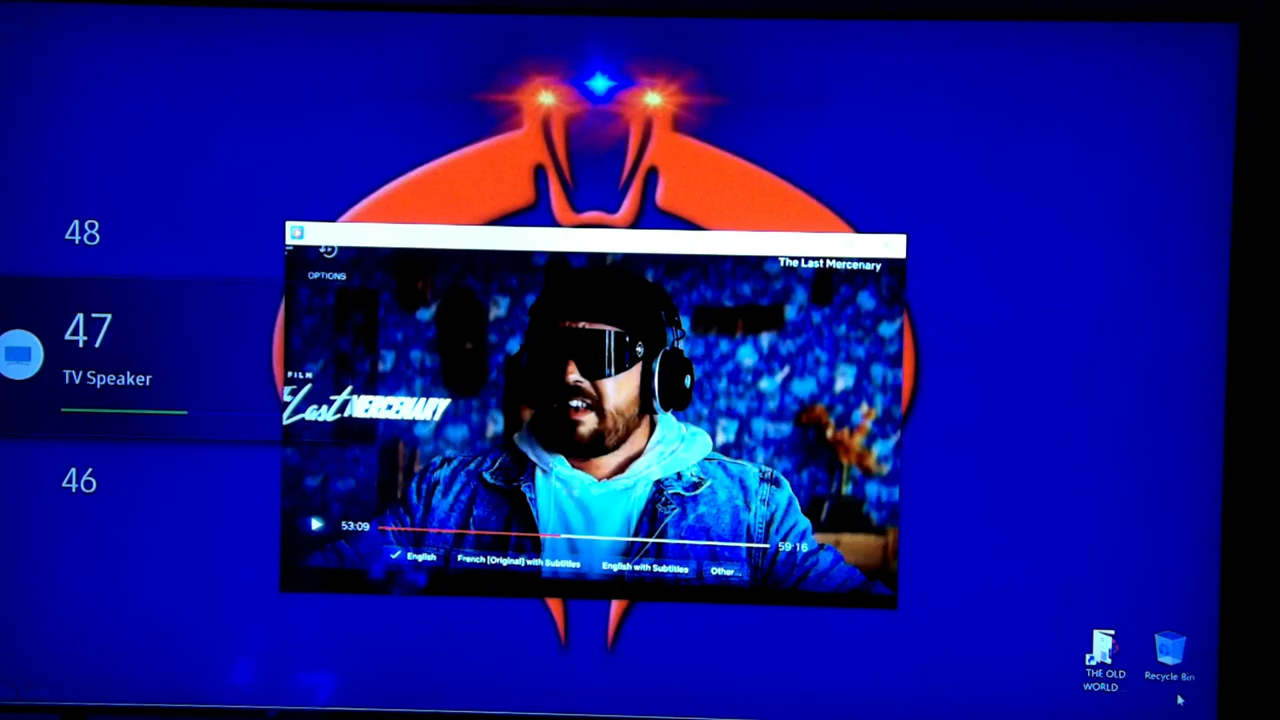 48
47
TV Speaker
46
The Last Mercenary
OPTIONS
FILM
Last MERCENARY
53:09
59:16
English
French [Original] with Subtitles
English with Subtitles
Other...
THE OLD
WORLD ...
Recycle Bin